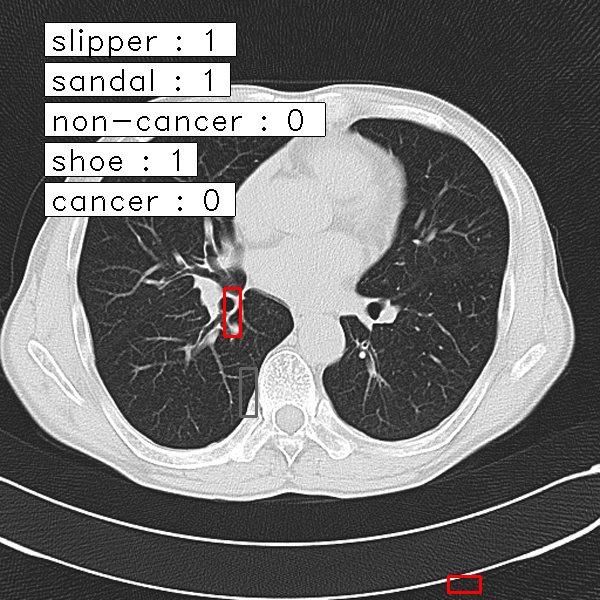 slipper : 1
sandal : 1
non-cancer : 0
shoe : 1
cancer : 0